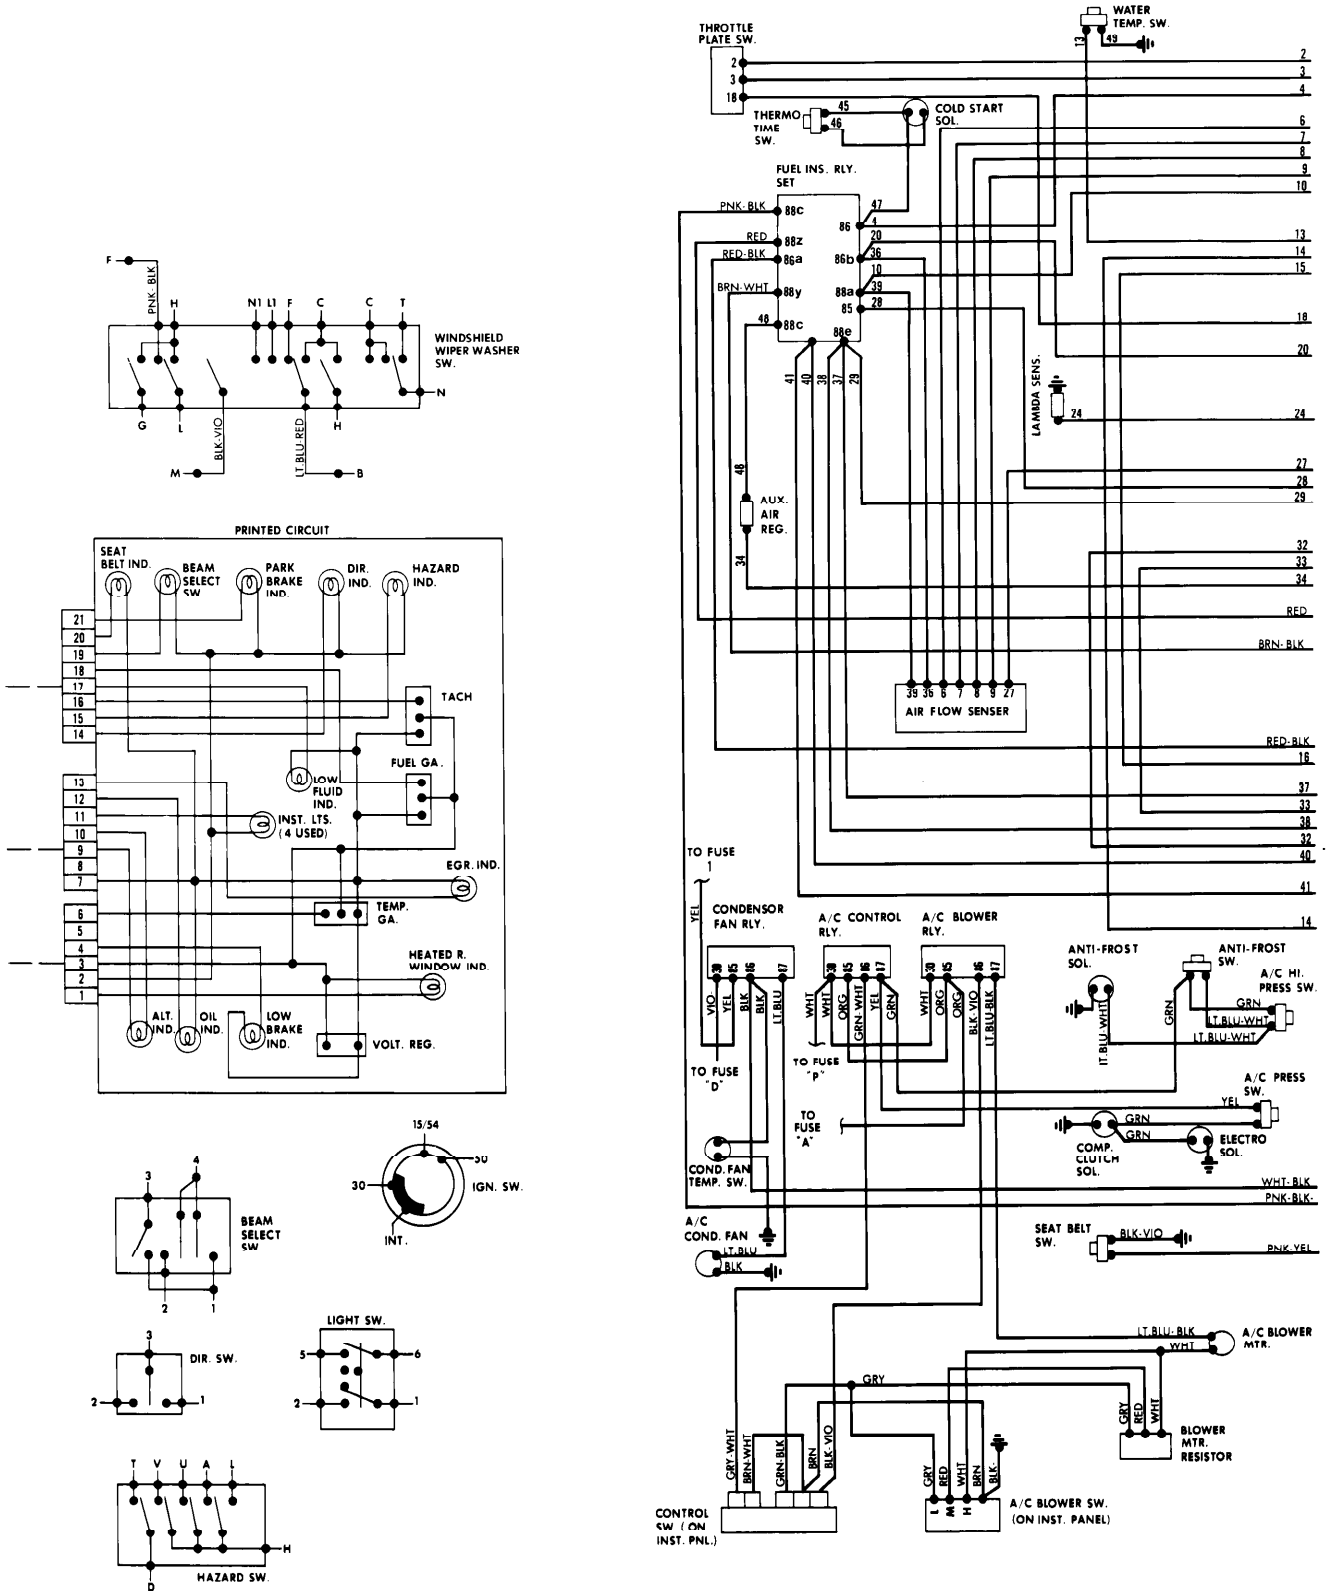 THROTTLE
PLATE SW.
2
3
18
WATER
TEMP. SW.
13
49
THERMO
TIME
SW.
45
46
COLD START
SOL.
FUEL INS. RLY.
SET
PNK-BLK
88c
RED
88z
RED-BLK
86a
BRN-WHT
88y
48
88c
86
47
4
86b
20
36
88a
10
39
85
28
88e
41
40
38
37
29
2
3
4
6
7
8
9
10
13
14
15
18
20
LAMBDA SENS.
24
24
27
28
29
32
33
34
RED
BRN-BLK
RED-BLK
16
37
33
38
32
40
41
14
48
AUX.
AIR
REG.
34
39
36
6
7
8
9
27
AIR FLOW SENSER
F
PNK-BLK
H
N1
L1
F
C
C
T
WINDSHIELD
WIPER WASHER
SW.
N
G
L
H
BLK-VIO
LT.BLU-RED
M
B
PRINTED CIRCUIT
SEAT
BELT IND.
BEAM
SELECT
SW
PARK
BRAKE
IND.
DIR.
IND.
HAZARD
IND.
21
20
19
18
17
16
15
14
TACH
FUEL GA.
LOW
FLUID
IND.
INST. LTS.
(4 USED)
13
12
11
10
9
8
7
EGR. IND.
TEMP.
GA.
6
5
4
3
2
1
HEATED R.
WINDOW IND.
ALT.
IND.
OIL
IND.
LOW
BRAKE
IND.
VOLT. REG.
TO FUSE
1
YEL
CONDENSOR
FAN RLY.
30
85
86
87
VIO
YEL
BLK
BLK
LT.BLU
TO FUSE
"D"
A/C CONTROL
RLY.
30
85
86
87
WHT
WHT
ORG
GRN-WHT
YEL
GRN
TO FUSE
"P"
A/C BLOWER
RLY.
30
85
86
87
WHT
ORG
ORG
BLK-VIO
LT.BLU-BLK
TO
FUSE
"A"
ANTI-FROST
SOL.
LT.BLU-WHT
ANTI-FROST
SW.
GRN
A/C HI.
PRESS SW.
GRN
LT.BLU-WHT
LT.BLU-WHT
A/C PRESS
SW.
YEL
GRN
GRN
COMP.
CLUTCH
SOL.
ELECTRO
SOL.
COND. FAN
TEMP. SW.
WHT-BLK
PNK-BLK-
A/C
COND. FAN
LT.BLU
BLK
SEAT BELT
SW.
BLK-VIO
PNK-YEL
15/54
50
30
IGN. SW.
INT.
3
4
BEAM
SELECT
SW
2
1
3
DIR. SW.
2
1
LIGHT SW.
5
6
2
1
T
V
U
A
L
H
HAZARD SW.
D
LT.BLU-BLK
WHT
A/C BLOWER
MTR.
GRY
GRY
RED
WHT
BLOWER
MTR.
RESISTOR
GRY-WHT
BRN-WHT
GRN-BLK
BRN
BLK-VIO
CONTROL
SW. (ON
INST. PNL.)
GRY
RED
WHT
BRN
BLK-
L
M
H
A/C BLOWER SW.
(ON INST. PANEL)